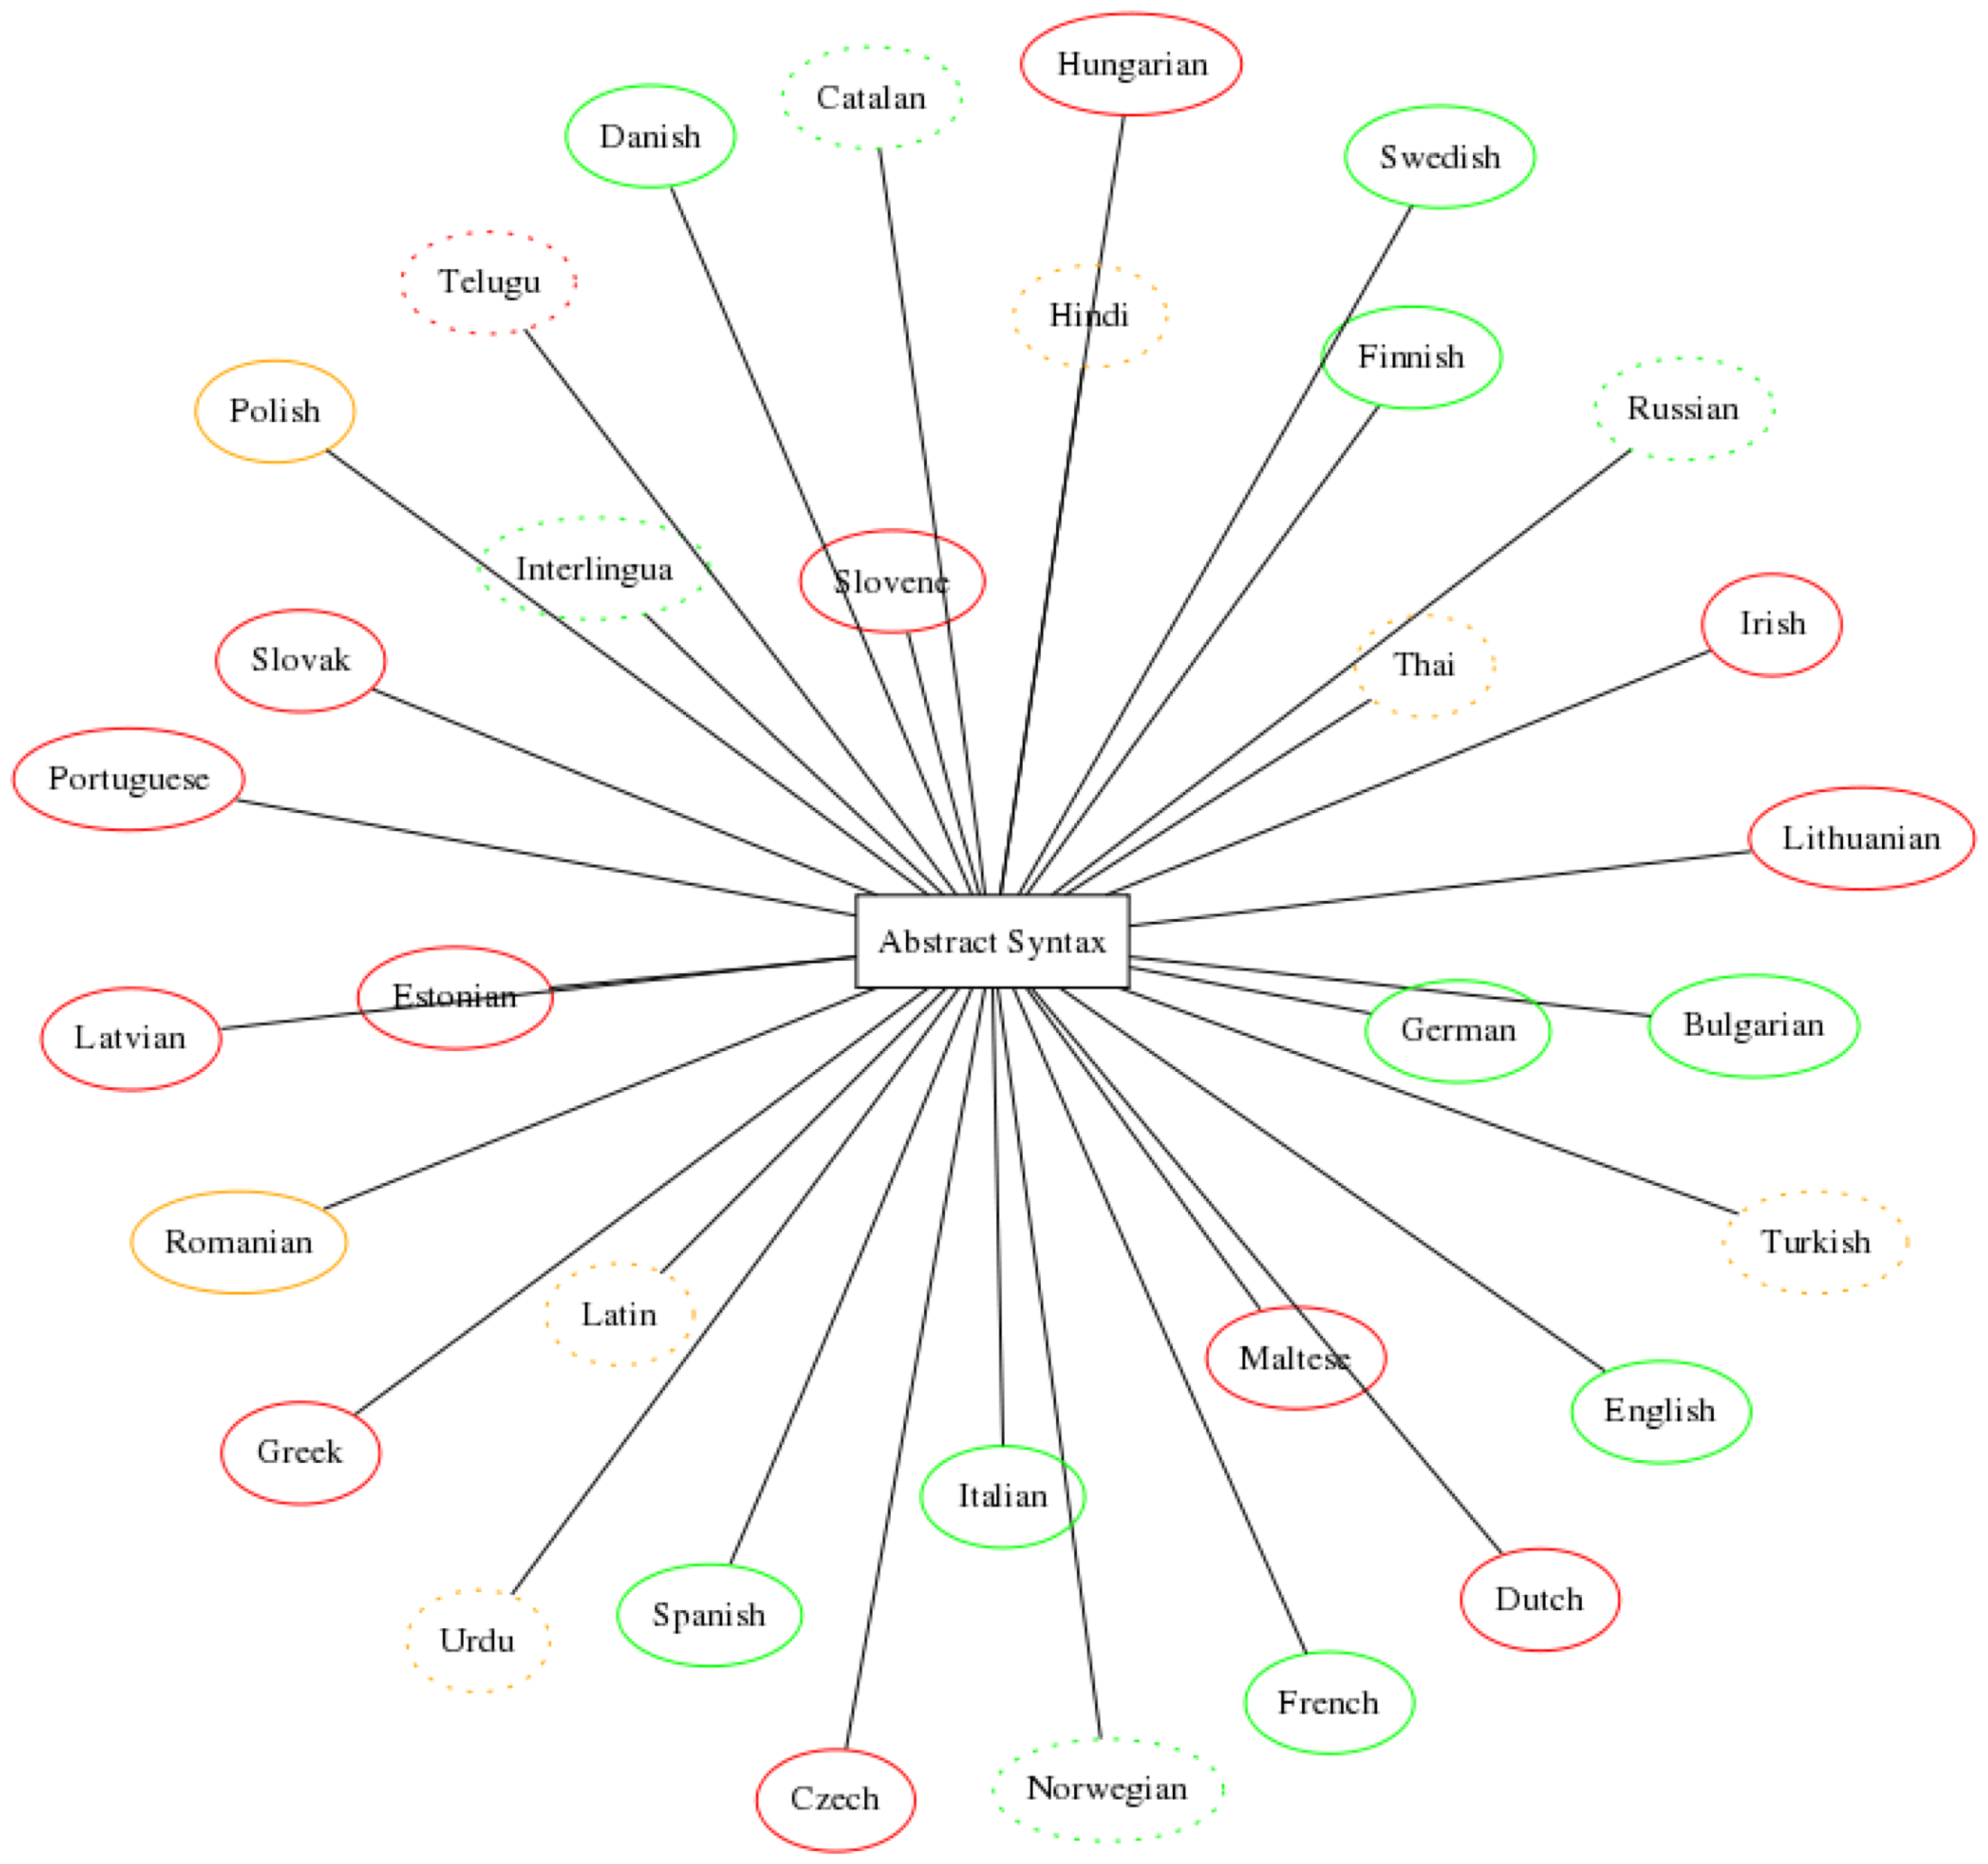 Hungarian
Catalan
Danish
Swedish
Telugu
Hindi
Finnish
Polish
Russian
Interlingua
Slovene
Irish
Slovak
Thai
Portuguese
Lithuanian
Abstract Syntax
Estonian
Bulgarian
German
Latvian
Romanian
Turkish
Latin
Maltese
English
Greek
Italian
Dutch
Spanish
Urdu
French
Norwegian
Czech